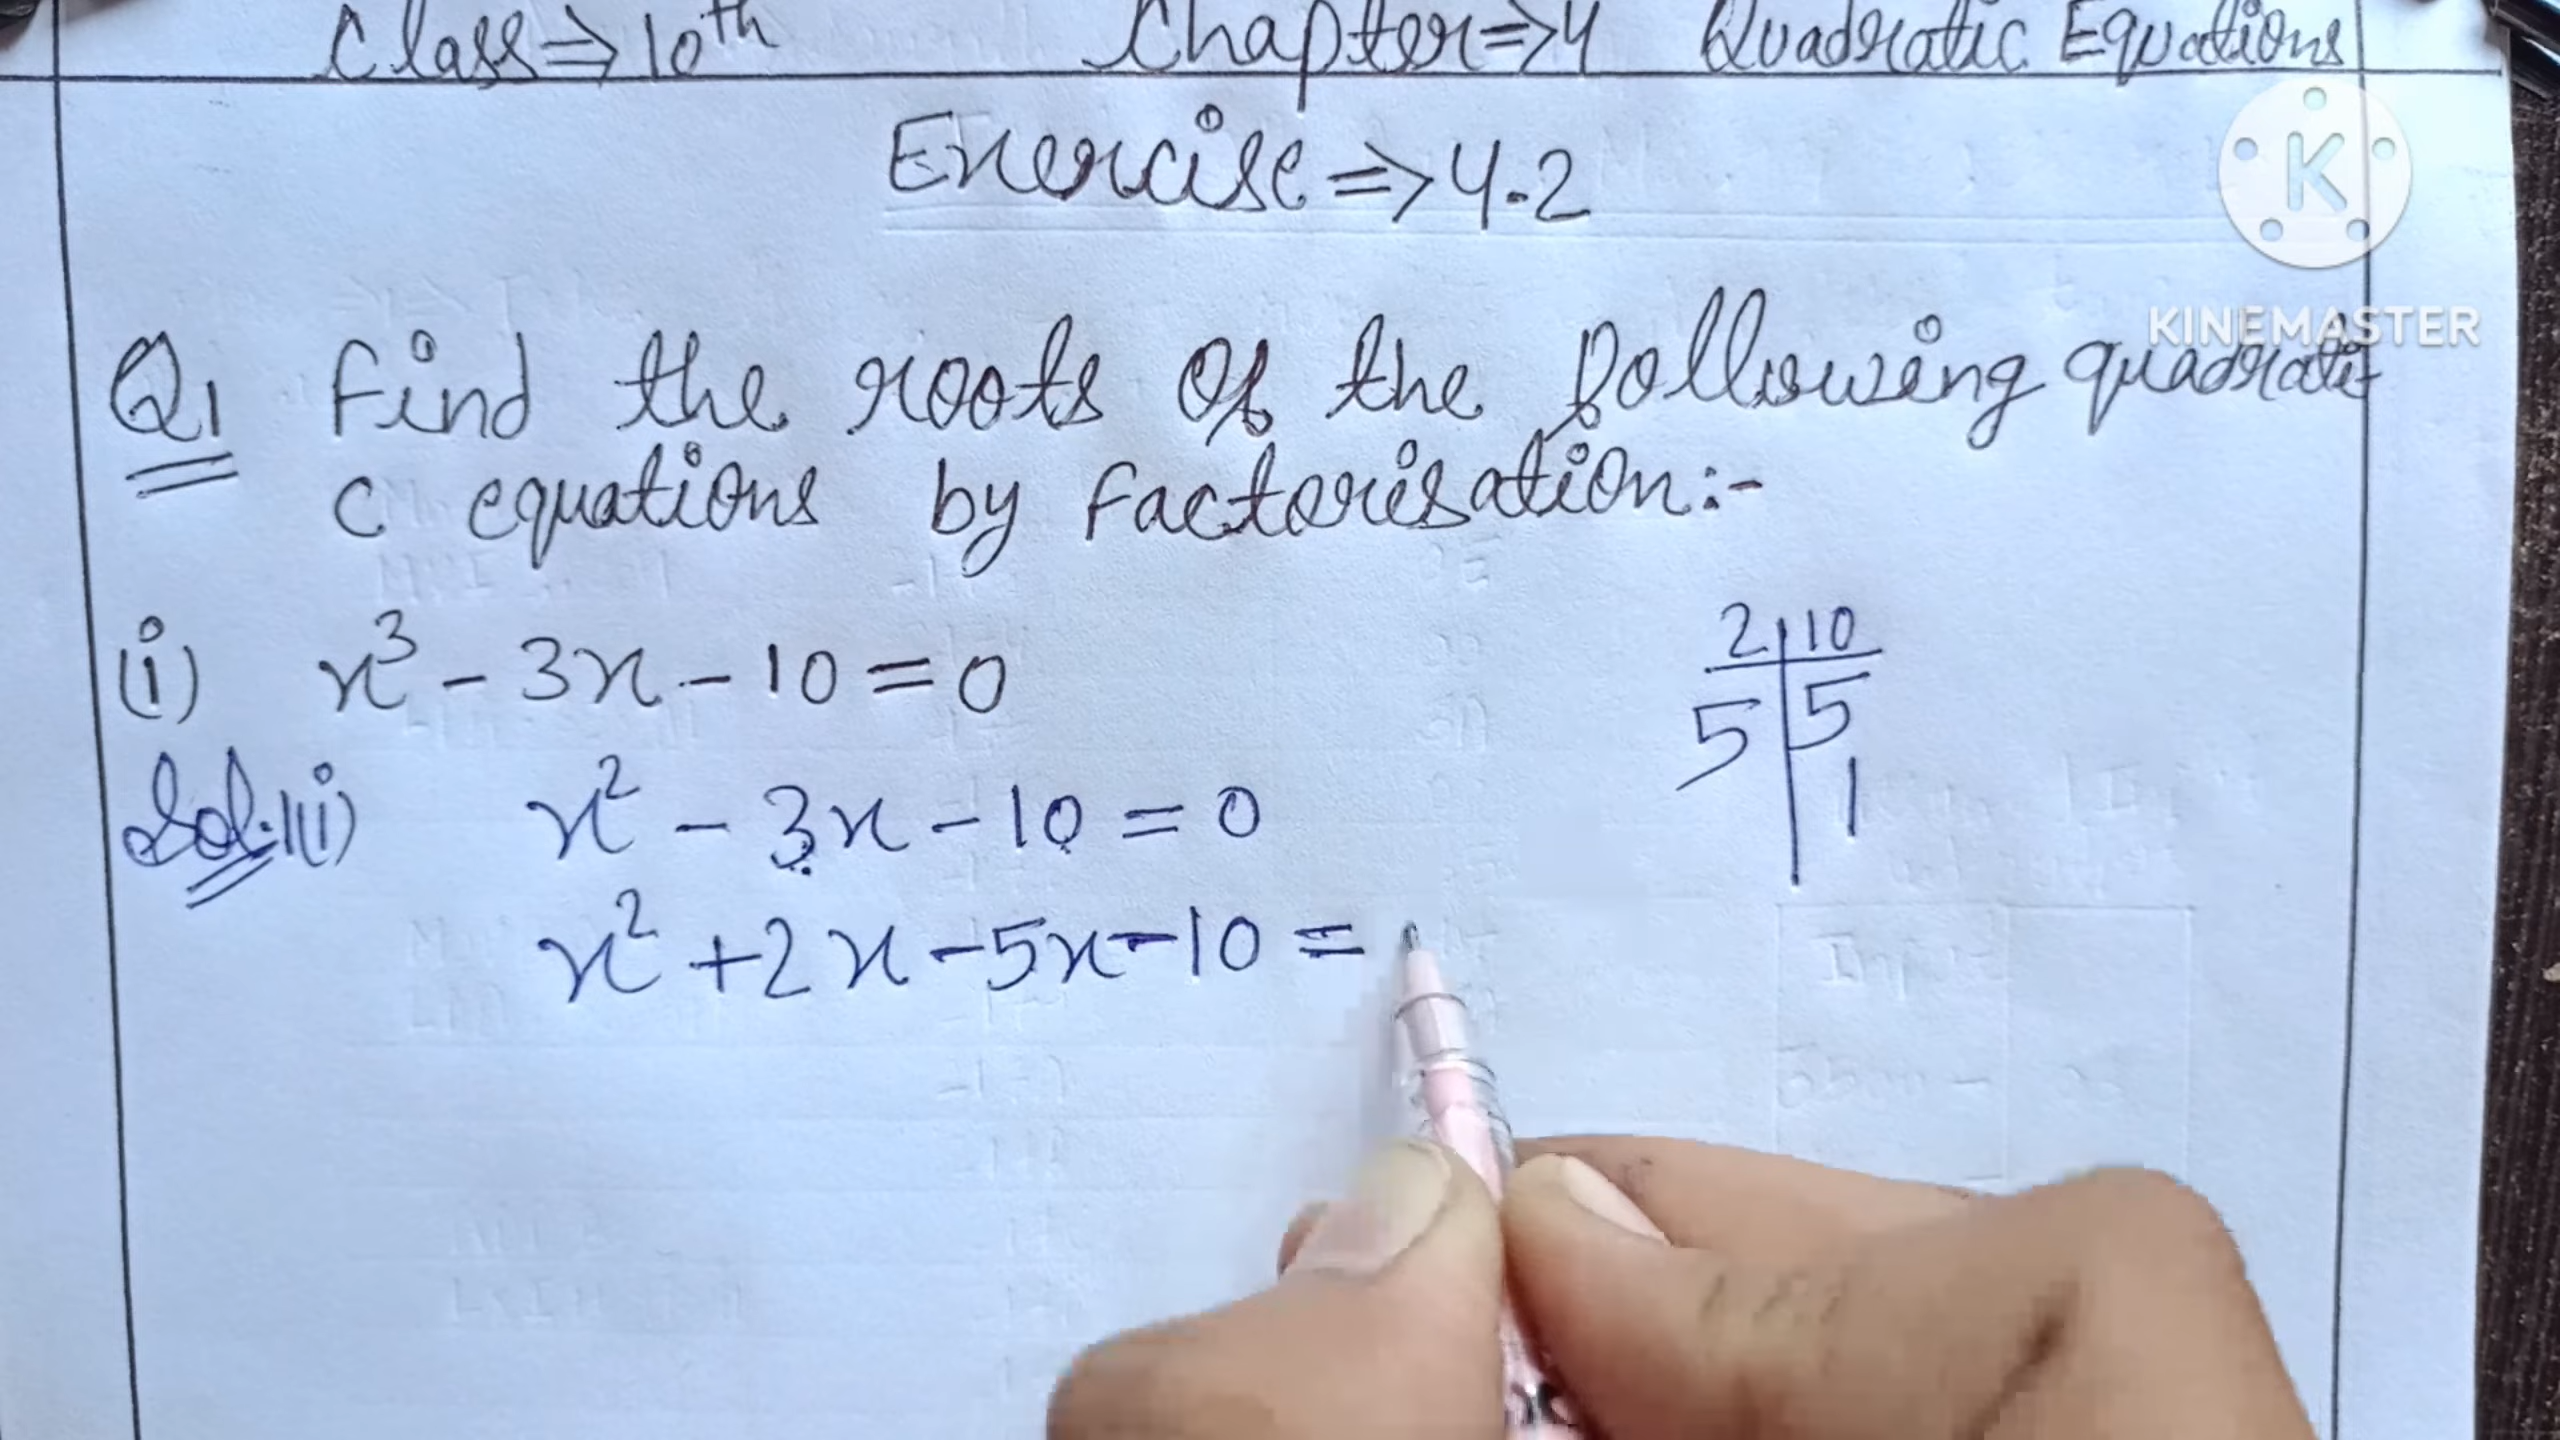 Class⇒10th Chapter⇒4 Quadratic Equations
Exercise⇒4.2
K
KINEMASTER
Q1 Find the roots of the following quadrati
c equations by factorisation:-
(i) x³ - 3x - 10 = 0
2 | 10
5 | 5
1
Sol.1(i) x² - 3x - 10 = 0
x² + 2x - 5x - 10 =